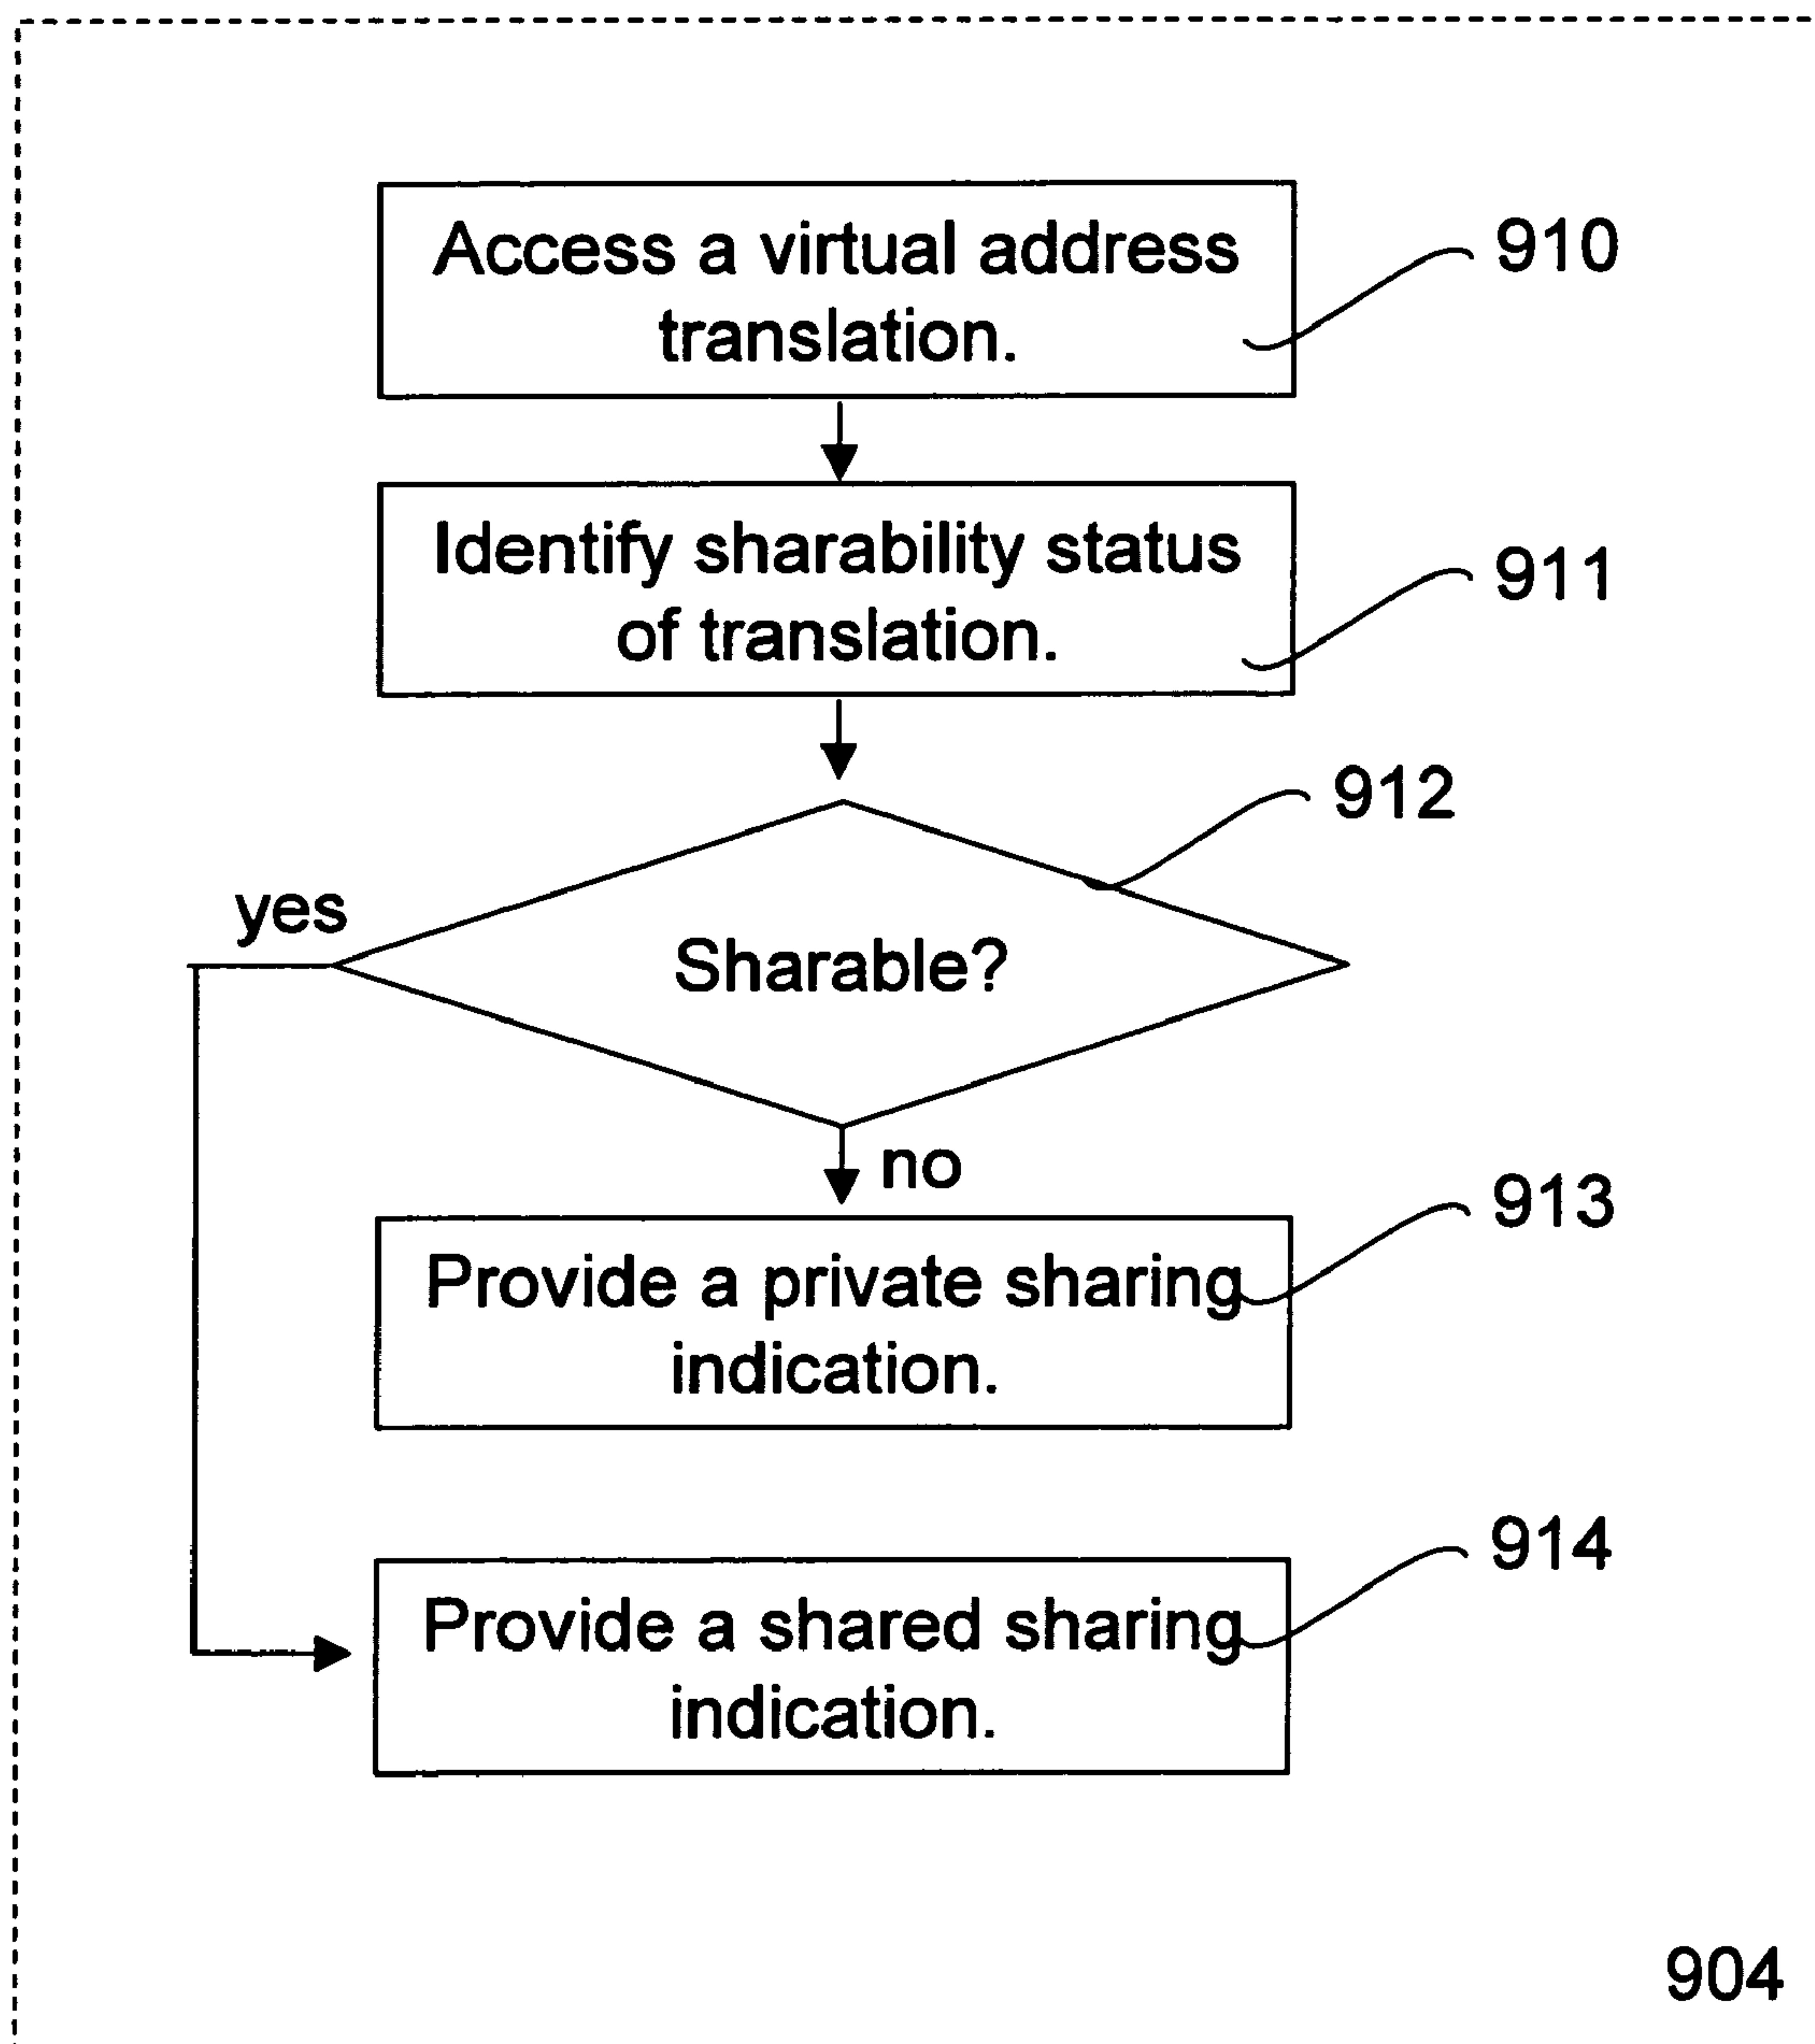 Access a virtual address
translation.
910
Identify sharability status
of translation.
911
912
yes
Sharable?
no
913
Provide a private sharing
indication.
914
Provide a shared sharing
indication.
904